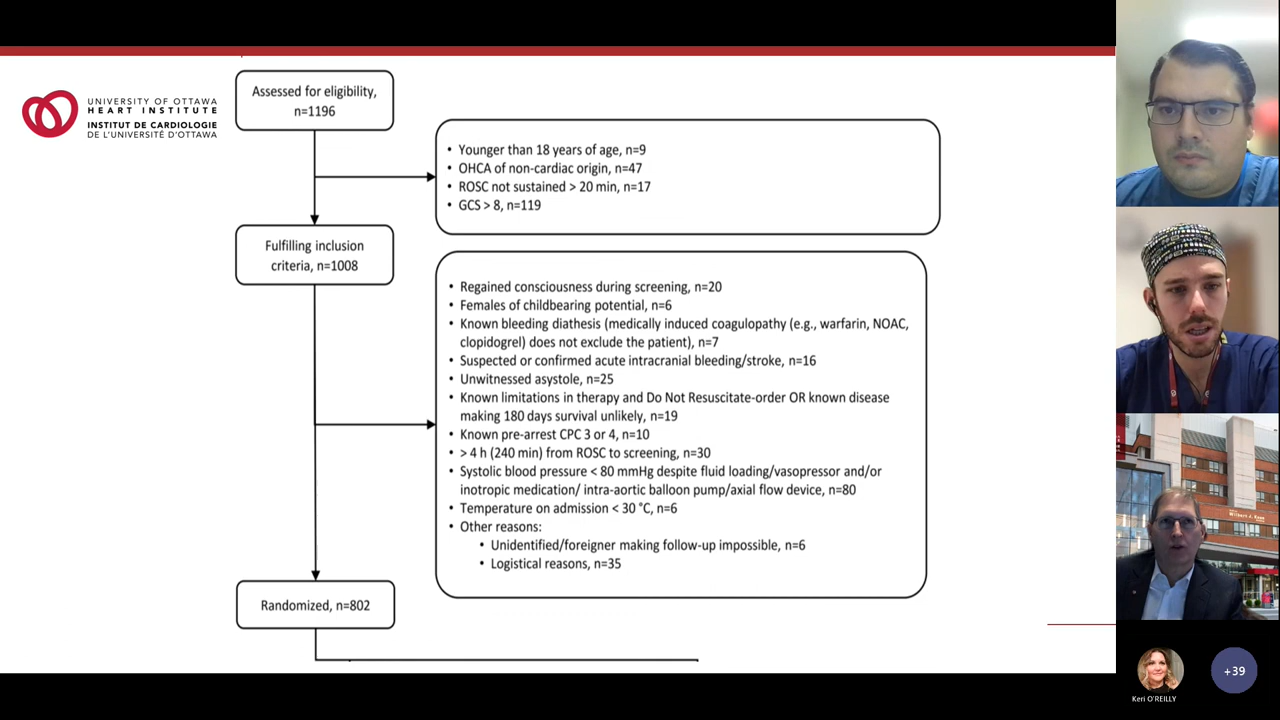 UNIVERSITY OF OTTAWA
HEART INSTITUTE
INSTITUT DE CARDIOLOGIE
DE L'UNIVERSITÉ D'OTTAWA
Assessed for eligibility,
n=1196
• Younger than 18 years of age, n=9
• OHCA of non-cardiac origin, n=47
• ROSC not sustained > 20 min, n=17
• GCS > 8, n=119
Fulfilling inclusion
criteria, n=1008
• Regained consciousness during screening, n=20
• Females of childbearing potential, n=6
• Known bleeding diathesis (medically induced coagulopathy (e.g., warfarin, NOAC,
clopidogrel) does not exclude the patient), n=7
• Suspected or confirmed acute intracranial bleeding/stroke, n=16
• Unwitnessed asystole, n=25
• Known limitations in therapy and Do Not Resuscitate-order OR known disease
making 180 days survival unlikely, n=19
• Known pre-arrest CPC 3 or 4, n=10
• > 4 h (240 min) from ROSC to screening, n=30
• Systolic blood pressure < 80 mmHg despite fluid loading/vasopressor and/or
inotropic medication/ intra-aortic balloon pump/axial flow device, n=80
• Temperature on admission < 30 °C, n=6
• Other reasons:
• Unidentified/foreigner making follow-up impossible, n=6
• Logistical reasons, n=35
Randomized, n=802
Keri O'REILLY
+39